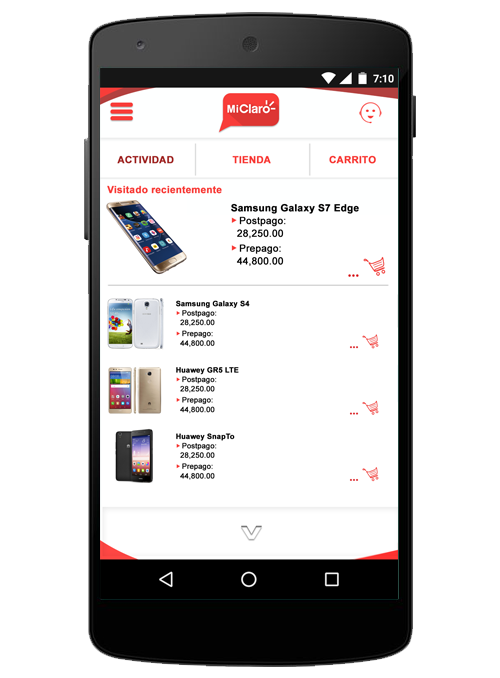 7:10
MiClaro
ACTIVIDAD
TIENDA
CARRITO
Visitado recientemente
Samsung Galaxy S7 Edge
Postpago:
28,250.00
Prepago:
44,800.00
...
Samsung Galaxy S4
Postpago:
28,250.00
Prepago:
44,800.00
...
Huawey GR5 LTE
Postpago:
28,250.00
Prepago:
44,800.00
...
Huawey SnapTo
Postpago:
28,250.00
Prepago:
44,800.00
...